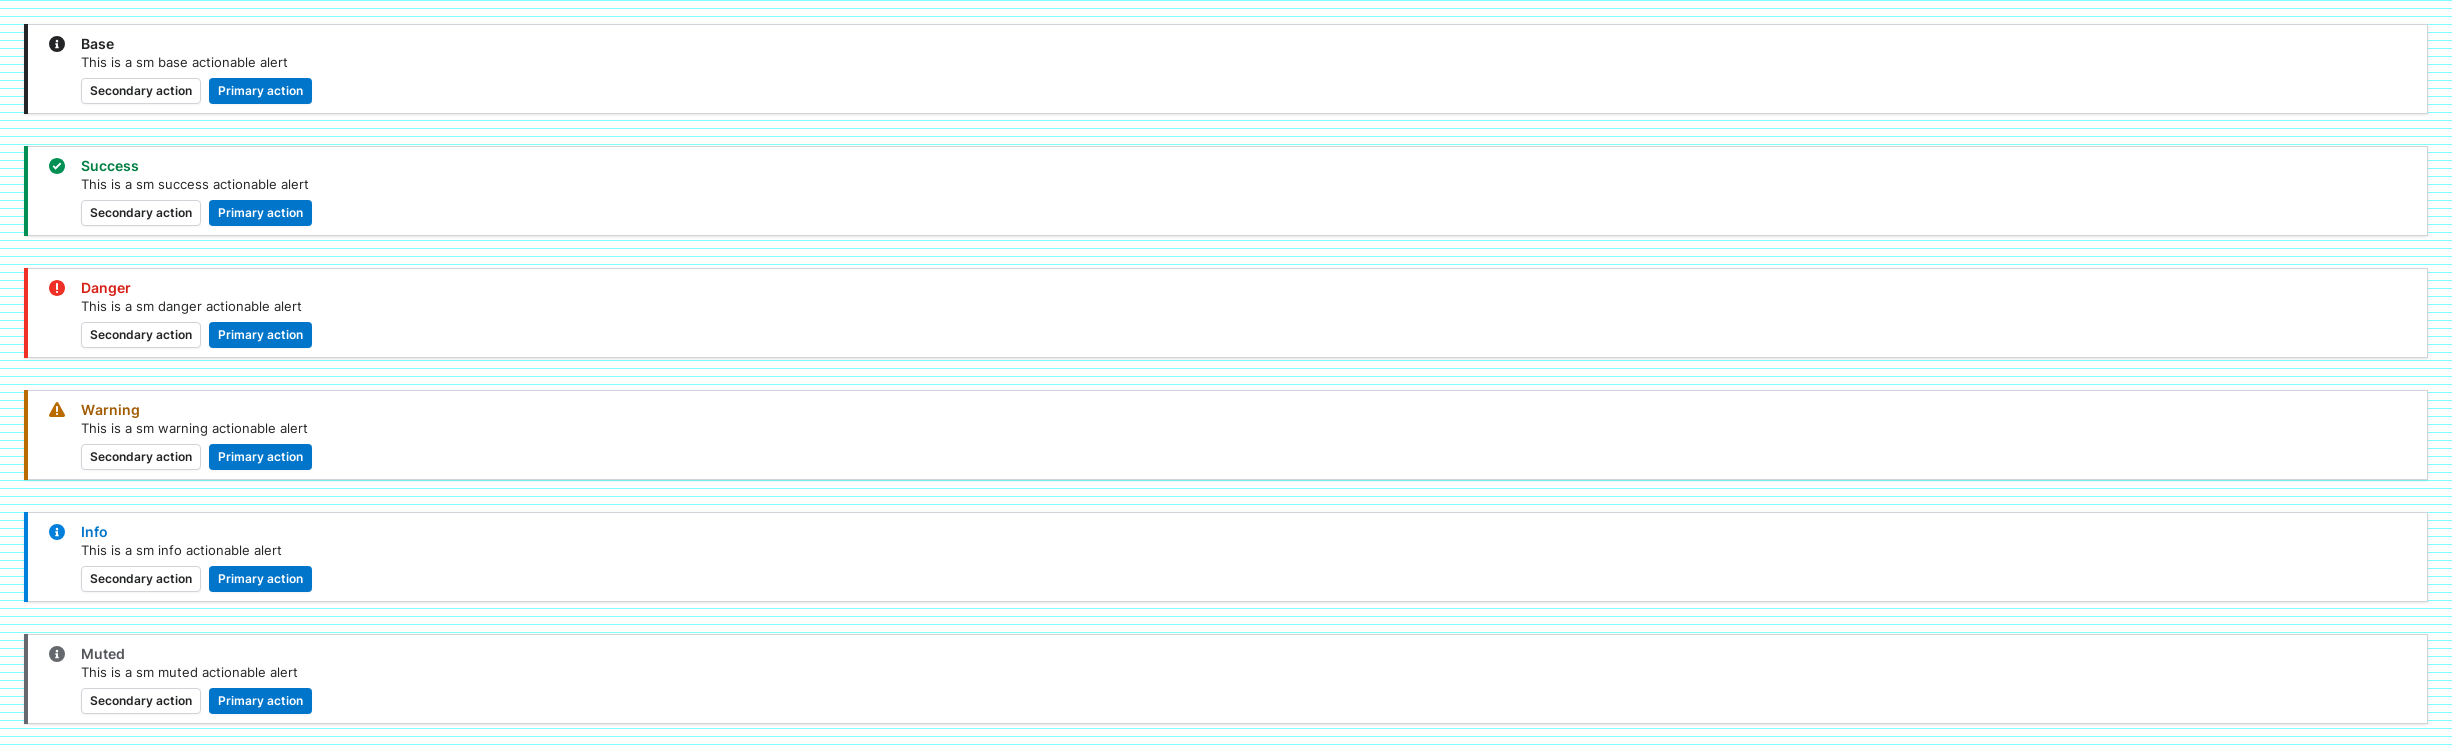 Base
This is a sm base actionable alert
Secondary action Primary action
Success
This is a sm success actionable alert
Secondary action Primary action
Danger
This is a sm danger actionable alert
Secondary action Primary action
Warning
This is a sm warning actionable alert
Secondary action Primary action
Info
This is a sm info actionable alert
Secondary action Primary action
Muted
This is a sm muted actionable alert
Secondary action Primary action